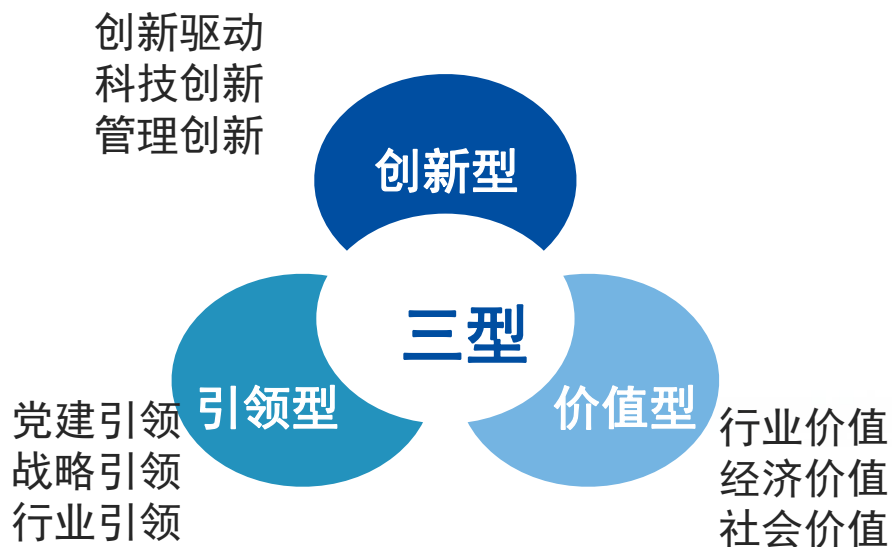 创新驱动
科技创新
管理创新
创新型
三型
引领型
价值型
党建引领
战略引领
行业引领
行业价值
经济价值
社会价值